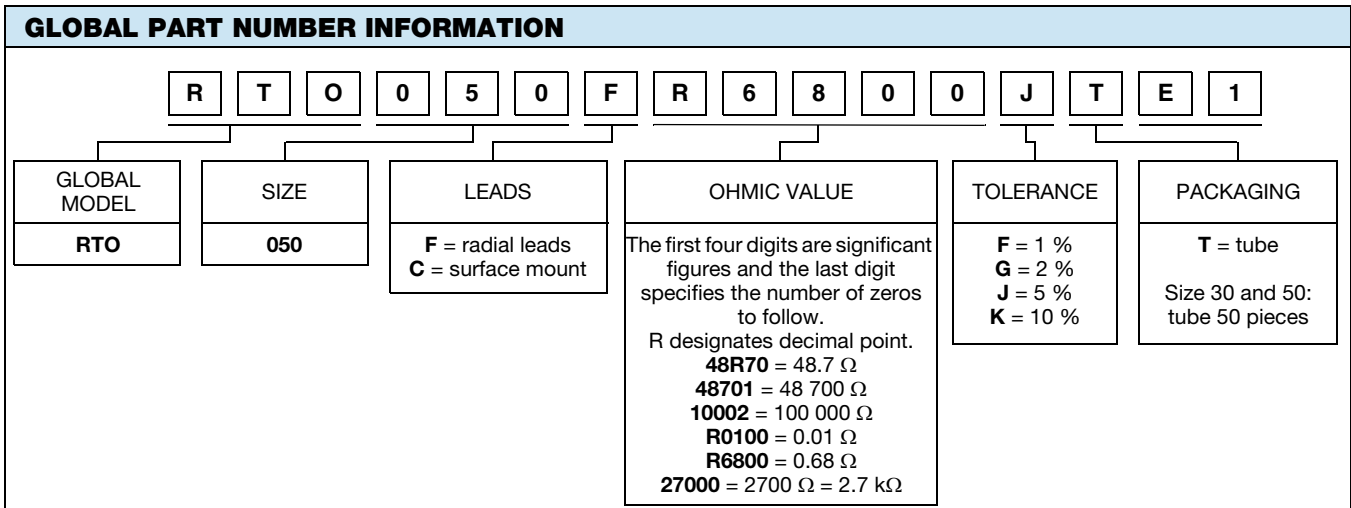 GLOBAL PART NUMBER INFORMATION
R T O 0 5 0 F R 6 8 0 0 J T E 1
GLOBAL
MODEL
RTO
SIZE
050
LEADS
F = radial leads
C = surface mount
OHMIC VALUE
The first four digits are significant
figures and the last digit
specifies the number of zeros
to follow.
R designates decimal point.
48R70 = 48.7 Ω
48701 = 48 700 Ω
10002 = 100 000 Ω
R0100 = 0.01 Ω
R6800 = 0.68 Ω
27000 = 2700 Ω = 2.7 kΩ
TOLERANCE
F = 1 %
G = 2 %
J = 5 %
K = 10 %
PACKAGING
T = tube
Size 30 and 50:
tube 50 pieces